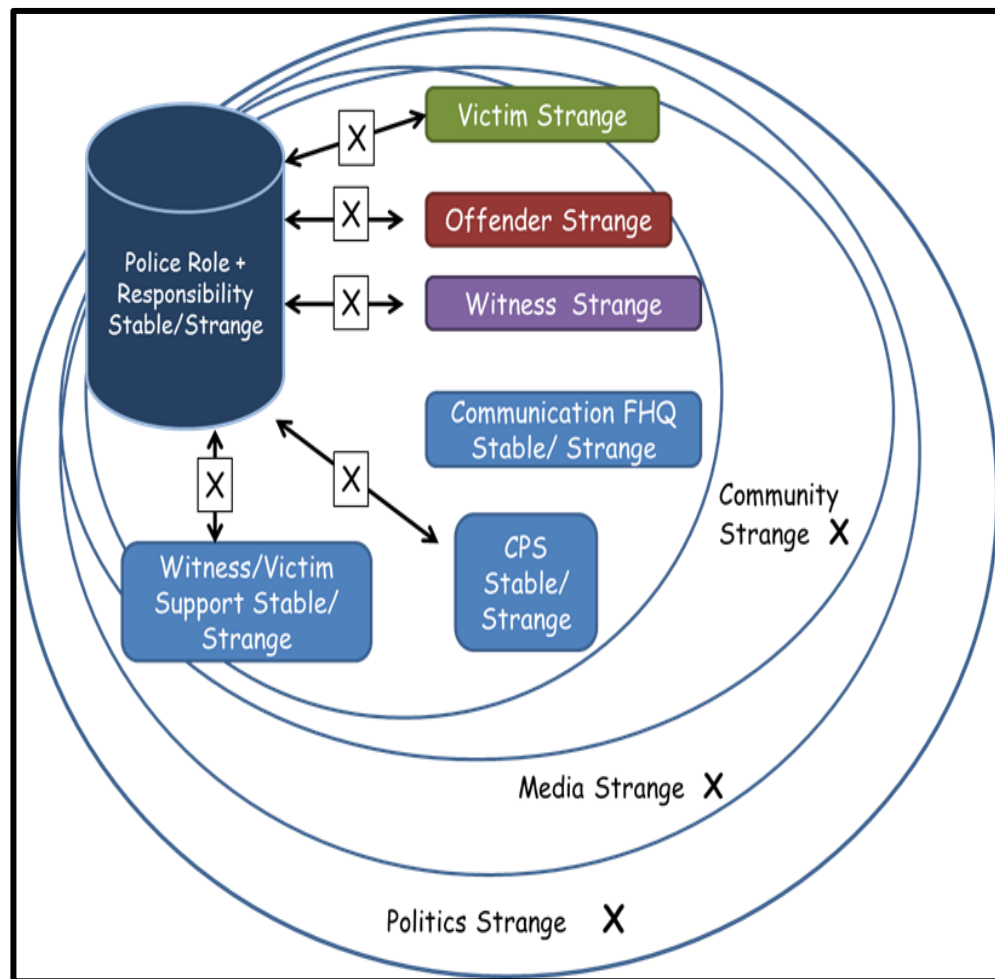 Victim Strange
X
Offender Strange
X
Police Role +
Responsibility
Stable/Strange
Witness  Strange
X
Communication FHQ
Stable/ Strange
X
X
Community
Strange X
CPS
Stable/
Strange
Witness/Victim
Support Stable/
Strange
Media Strange X
Politics Strange X